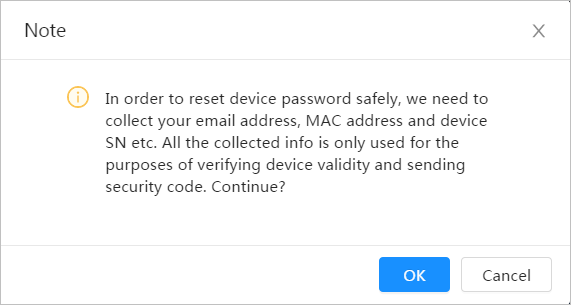 Note
In order to reset device password safely, we need to
collect your email address, MAC address and device
SN etc. All the collected info is only used for the
purposes of verifying device validity and sending
security code. Continue?
OK
Cancel